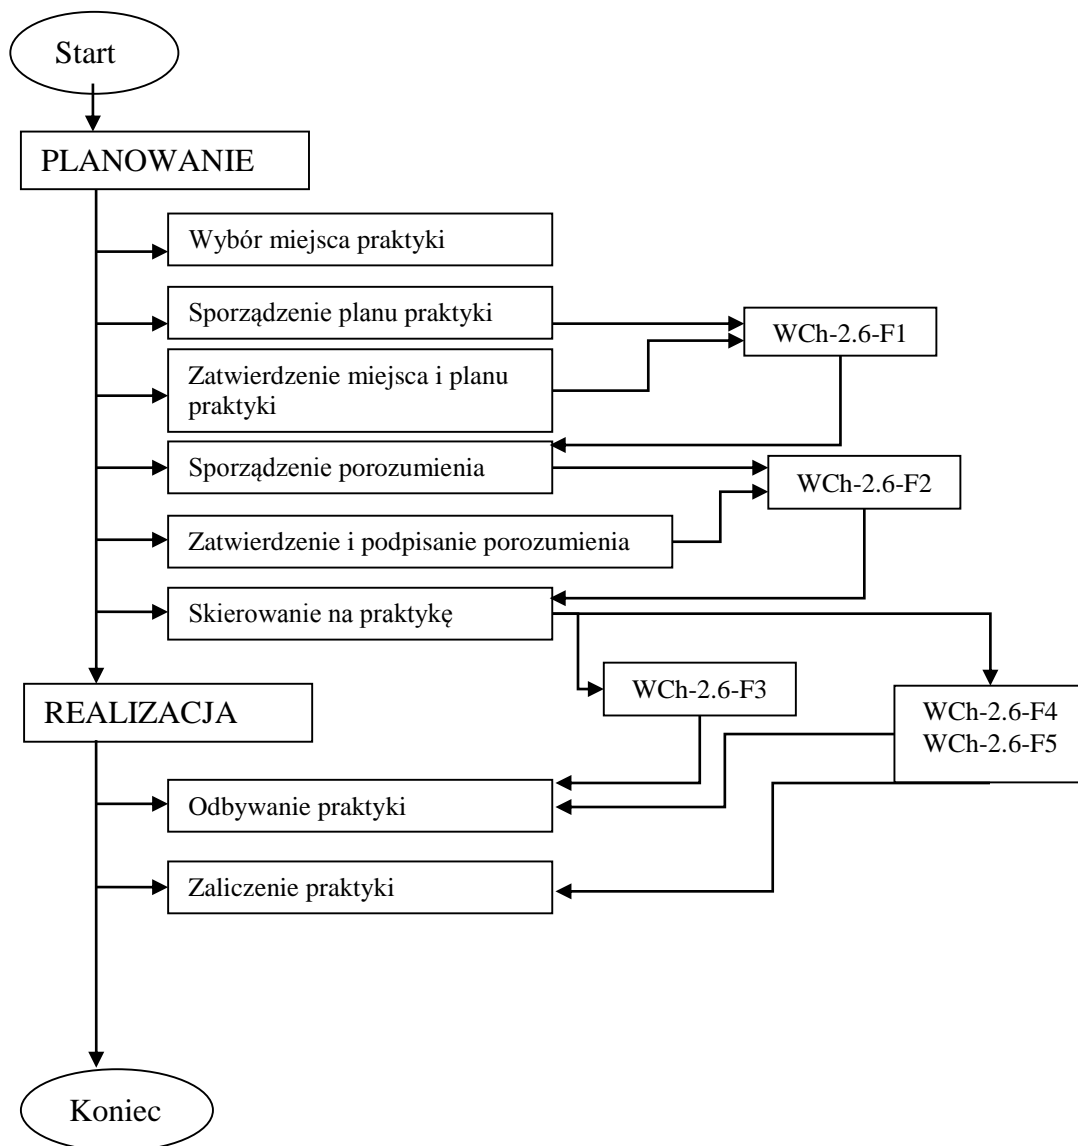 Start
PLANOWANIE
Wybór miejsca praktyki
Sporządzenie planu praktyki
WCh-2.6-F1
Zatwierdzenie miejsca i planu
praktyki
Sporządzenie porozumienia
WCh-2.6-F2
Zatwierdzenie i podpisanie porozumienia
Skierowanie na praktykę
WCh-2.6-F3
REALIZACJA
WCh-2.6-F4
WCh-2.6-F5
Odbywanie praktyki
Zaliczenie praktyki
Koniec